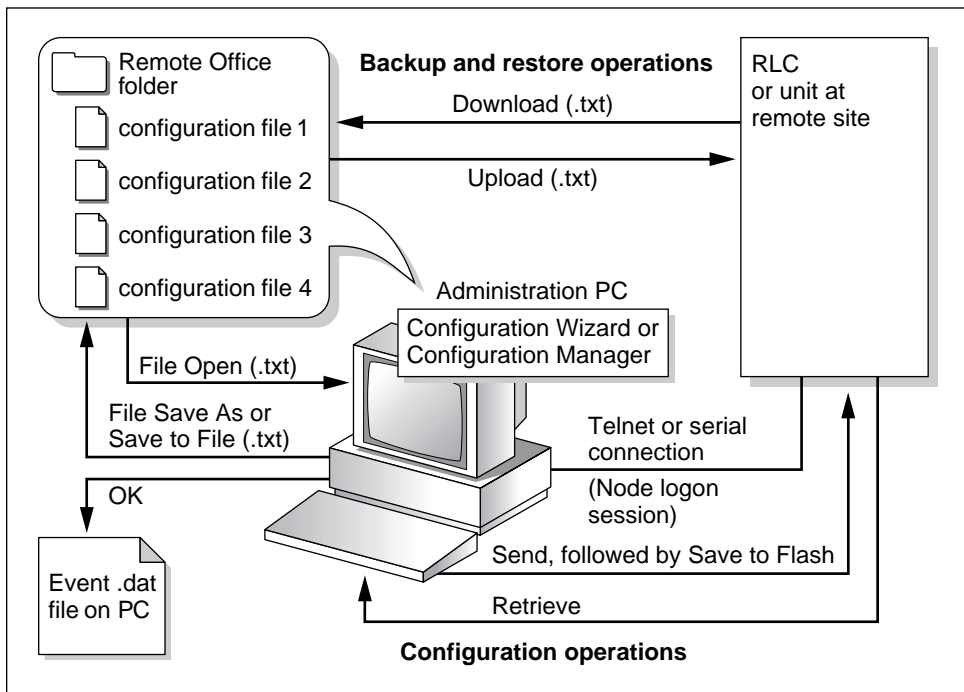 Remote Office
folder
configuration file 1
configuration file 2
configuration file 3
configuration file 4
Backup and restore operations
Download (.txt)
Upload (.txt)
RLC
or unit at
remote site
Administration PC
Configuration Wizard or
Configuration Manager
File Open (.txt)
File Save As or
Save to File (.txt)
OK
Event .dat
file on PC
Telnet or serial
connection
(Node logon
session)
Send, followed by Save to Flash
Retrieve
Configuration operations